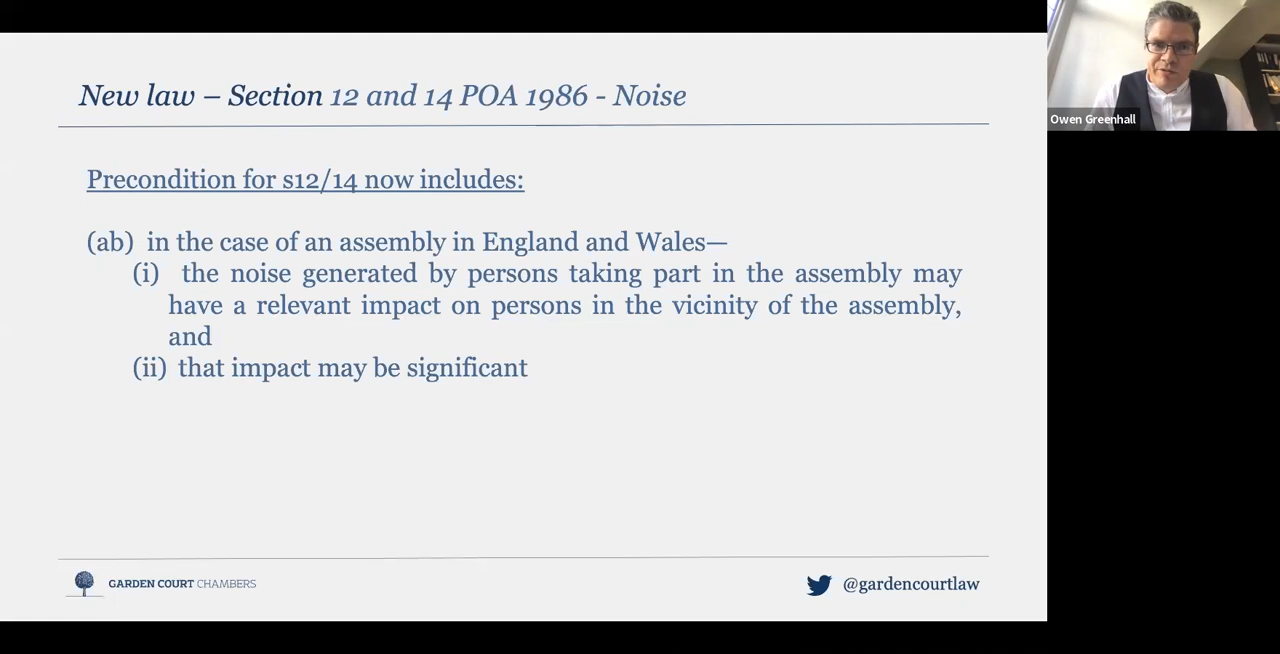 New law – Section 12 and 14 POA 1986 - Noise
Owen Greenhall
Precondition for s12/14 now includes:
(ab) in the case of an assembly in England and Wales—
(i) the noise generated by persons taking part in the assembly may
have a relevant impact on persons in the vicinity of the assembly,
and
(ii) that impact may be significant
GARDEN COURT CHAMBERS
@gardencourtlaw